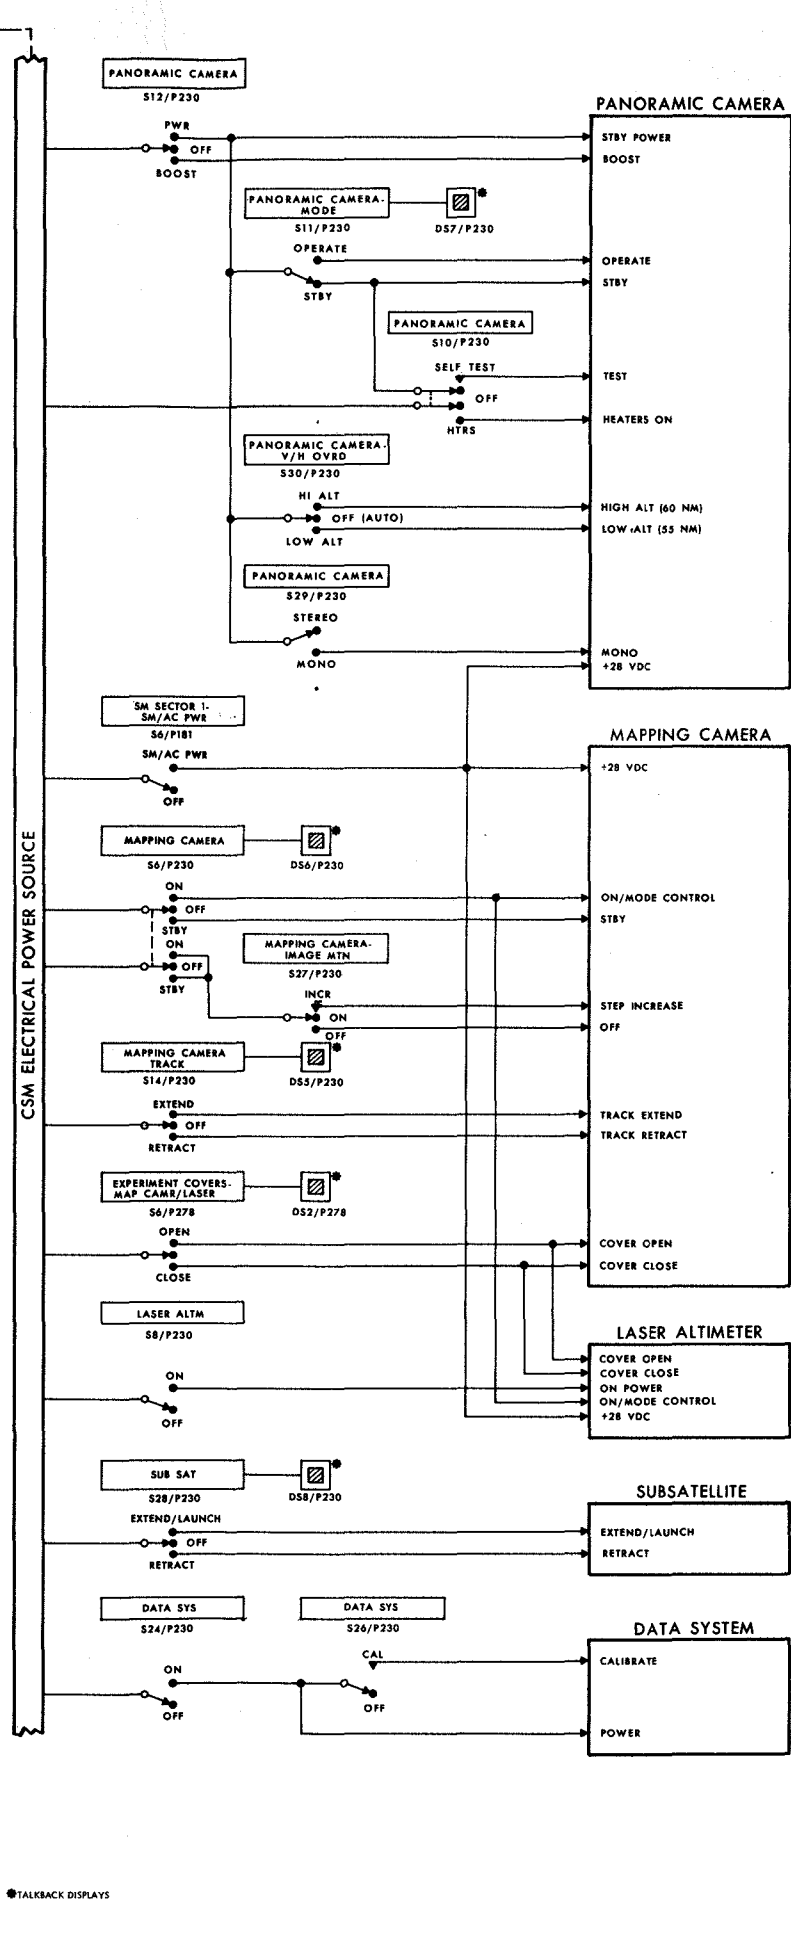 PANORAMIC CAMERA
S12/P230
PANORAMIC CAMERA
PWR
OFF
BOOST
STBY POWER
BOOST
PANORAMIC CAMERA-
MODE
S11/P230
DS7/P230
OPERATE
STBY
OPERATE
STBY
PANORAMIC CAMERA
S10/P230
SELF TEST
OFF
HTRS
TEST
HEATERS ON
PANORAMIC CAMERA-
V/H OVRD
S30/P230
HI ALT
OFF (AUTO)
LOW ALT
HIGH ALT (60 NM)
LOW ALT (55 NM)
PANORAMIC CAMERA
S29/P230
STEREO
MONO
MONO
+28 VDC
SM SECTOR 1-
SM/AC PWR
S6/P181
MAPPING CAMERA
SM/AC PWR
OFF
+28 VDC
CSM ELECTRICAL POWER SOURCE
MAPPING CAMERA
S6/P230
DS6/P230
ON
OFF
STBY
ON/MODE CONTROL
STBY
ON
OFF
STBY
MAPPING CAMERA-
IMAGE MTN
S27/P230
INCR
ON
OFF
STEP INCREASE
OFF
MAPPING CAMERA
TRACK
S14/P230
DS5/P230
EXTEND
OFF
RETRACT
TRACK EXTEND
TRACK RETRACT
EXPERIMENT COVERS-
MAP CAMR/LASER
S6/P278
DS2/P278
OPEN
CLOSE
COVER OPEN
COVER CLOSE
LASER ALTM
S8/P230
LASER ALTIMETER
ON
OFF
COVER OPEN
COVER CLOSE
ON POWER
ON/MODE CONTROL
+28 VDC
SUB SAT
S28/P230
DS8/P230
SUBSATELLITE
EXTEND/LAUNCH
OFF
RETRACT
EXTEND/LAUNCH
RETRACT
DATA SYS
S24/P230
DATA SYS
S26/P230
DATA SYSTEM
ON
OFF
CAL
OFF
CALIBRATE
POWER
TALKBACK DISPLAYS